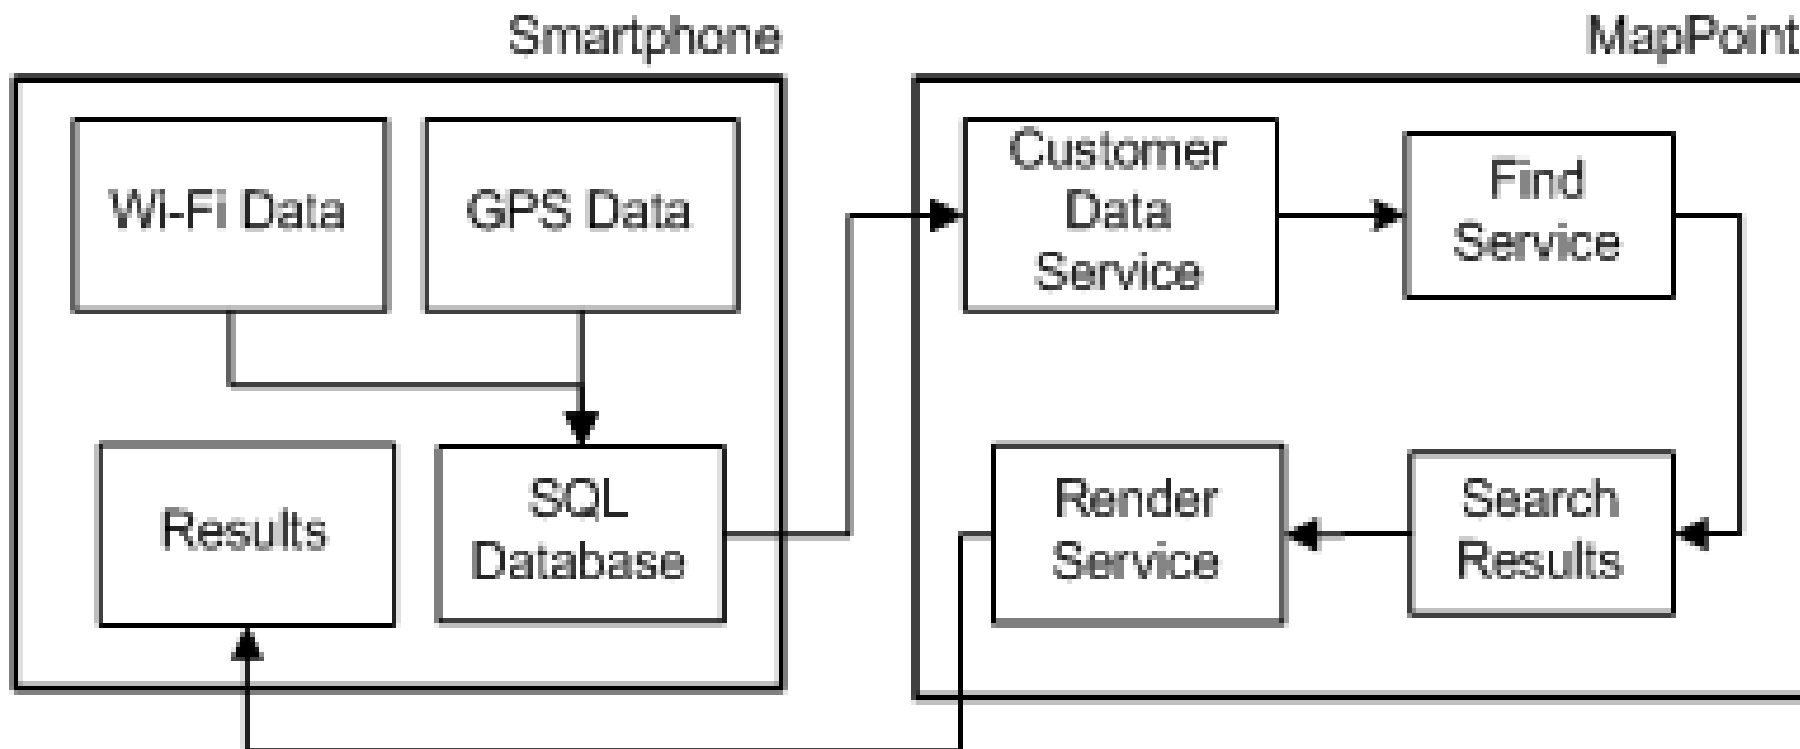 Smartphone
MapPoint
Wi-Fi Data
GPS Data
Customer
Data
Service
Find
Service
Results
SQL
Database
Render
Service
Search
Results